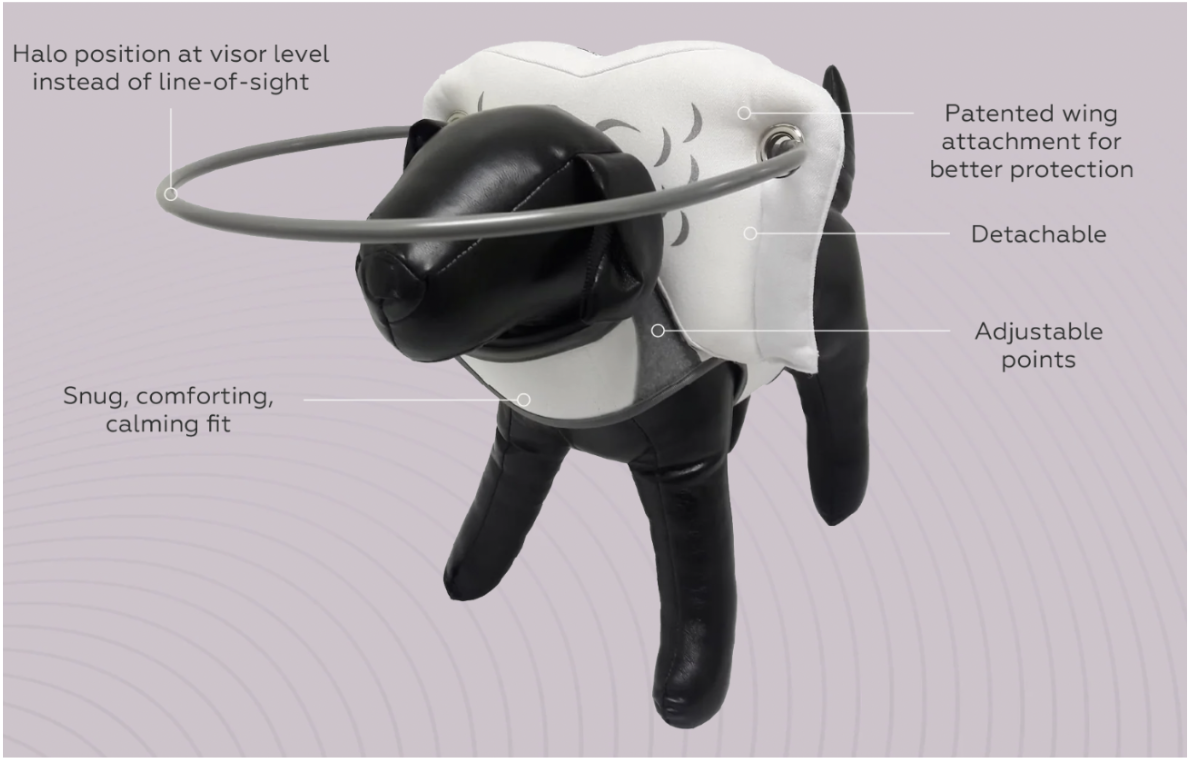 Halo position at visor level
instead of line-of-sight
Patented wing
attachment for
better protection
Detachable
Adjustable
points
Snug, comforting,
calming fit